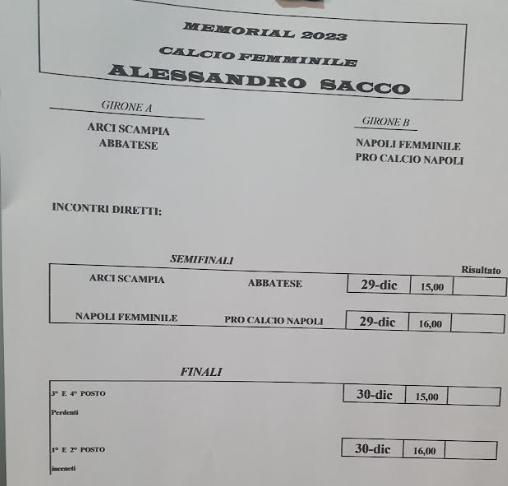 MEMORIAL 2023
CALCIO FEMMINILE
ALESSANDRO SACCO
GIRONE A
ARCI SCAMPIA
ABBATESE
GIRONE B
NAPOLI FEMMINILE
PRO CALCIO NAPOLI
INCONTRI DIRETTI:
SEMIFINALI
Risultato
ARCI SCAMPIA ABBATESE 29-dic 15,00
NAPOLI FEMMINILE PRO CALCIO NAPOLI 29-dic 16,00
FINALI
3° E 4° POSTO 30-dic 15,00
Perdenti
1° E 2° POSTO 30-dic 16,00